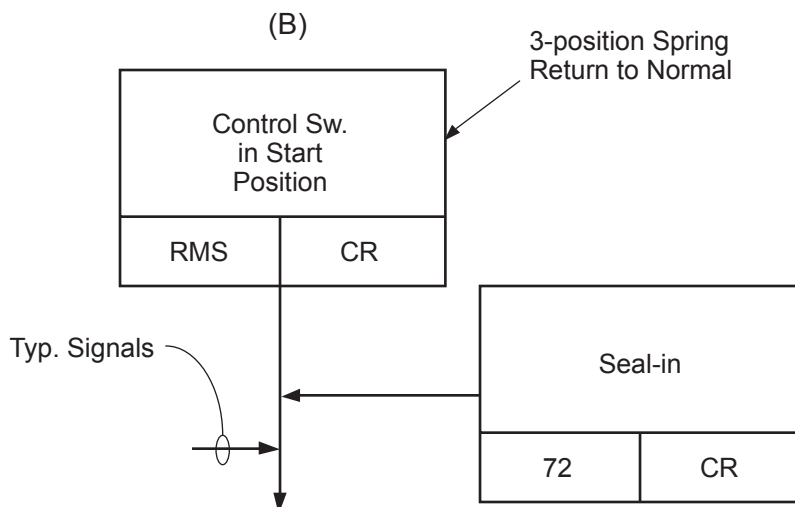 (B)
3-position Spring
Return to Normal
Control Sw.
in Start
Position
RMS
CR
Typ. Signals
Seal-in
72
CR